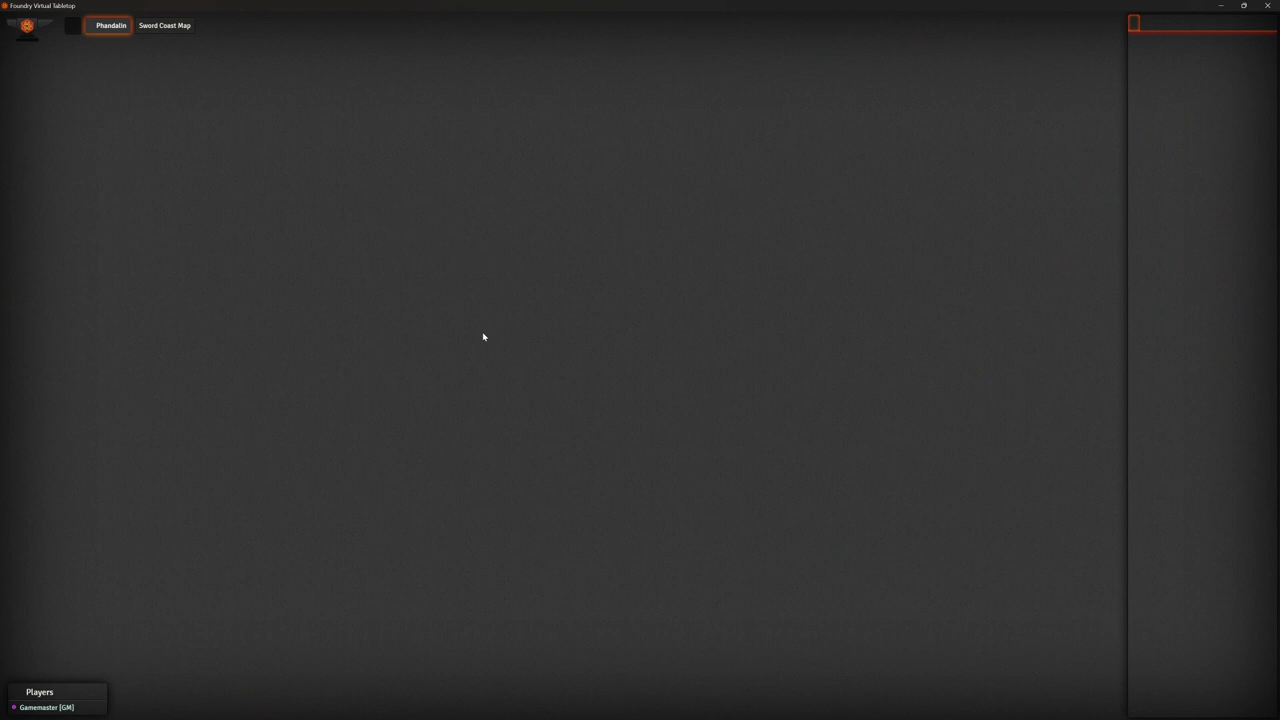 Foundry Virtual Tabletop
Phandalin
Sword Coast Map
Players
Gamemaster [GM]